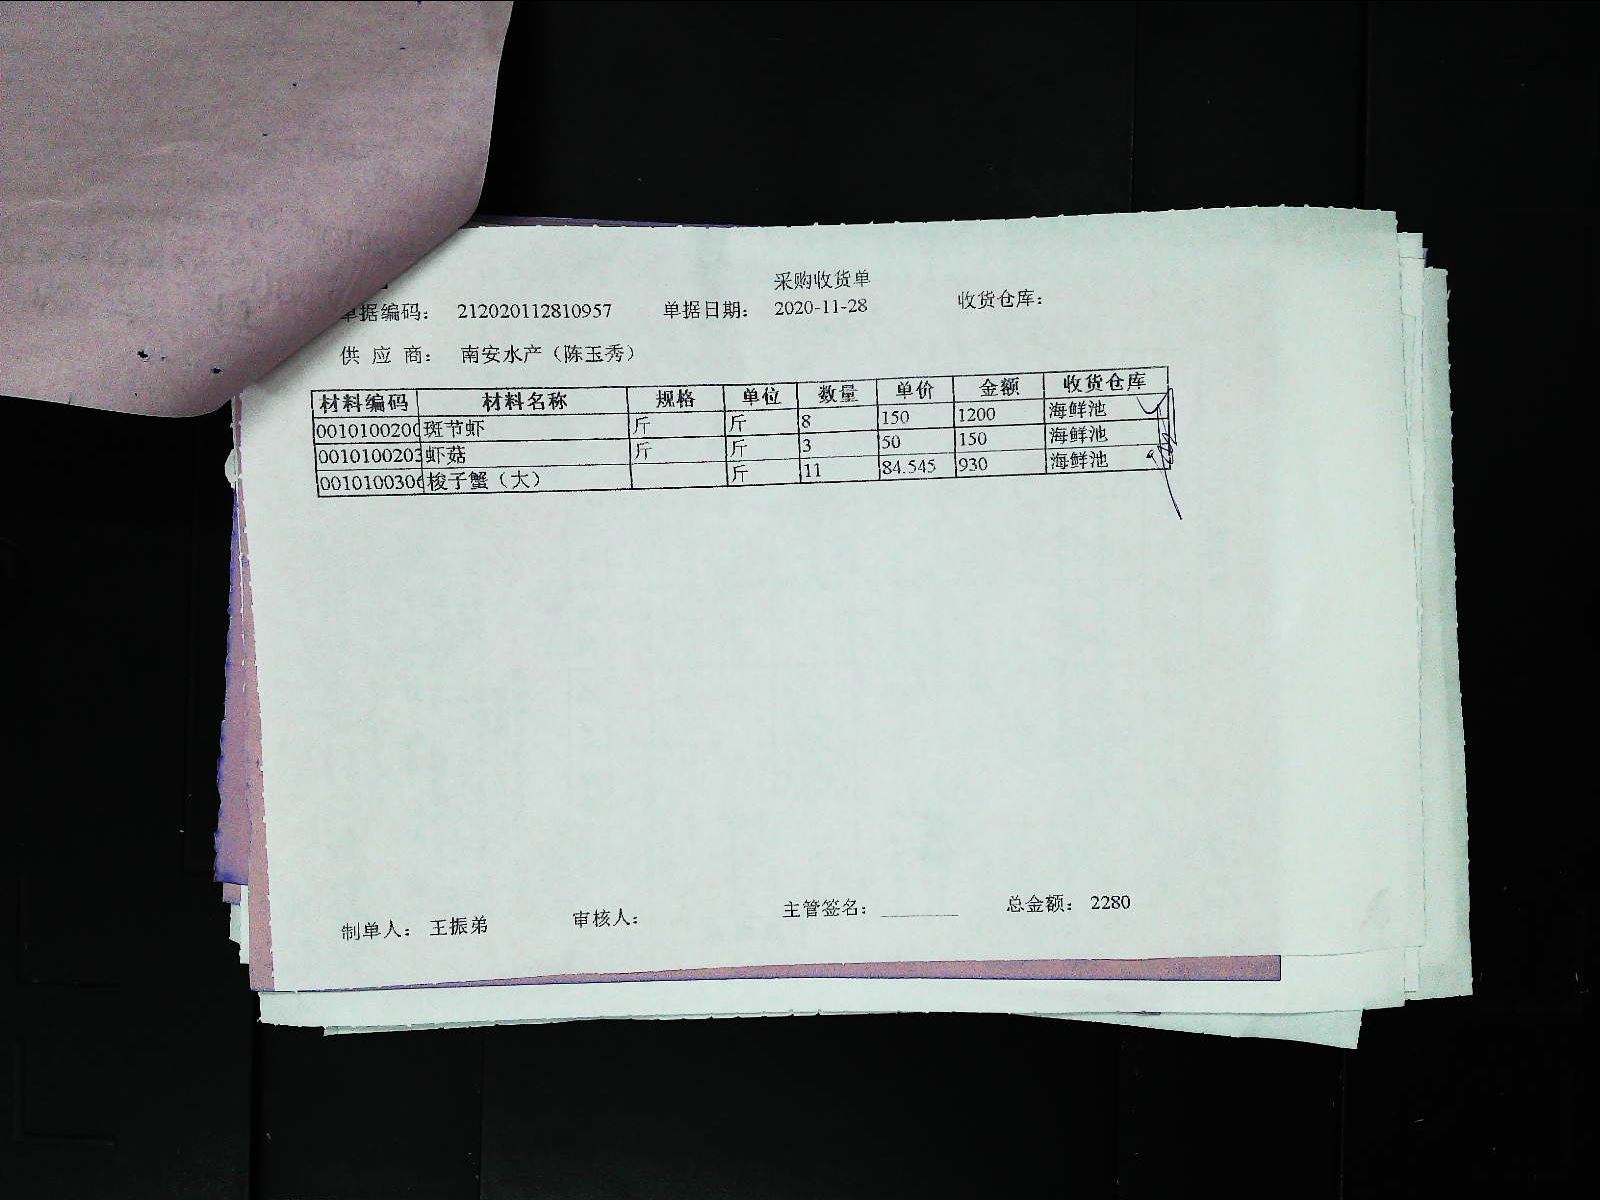 采购收货单
单据编码： 212020112810957 单据日期： 2020-11-28 收货仓库：
供 应 商： 南安水产（陈玉秀）
材料编码 材料名称 规格 单位 数量 单价 金额 收货仓库
0010100200 斑节虾 斤 斤 8 150 1200 海鲜池
0010100203 虾菇 斤 斤 3 50 150 海鲜池
0010100306 梭子蟹（大） 斤 11 84.545 930 海鲜池
制单人： 王振弟 审核人： 主管签名： 总金额： 2280